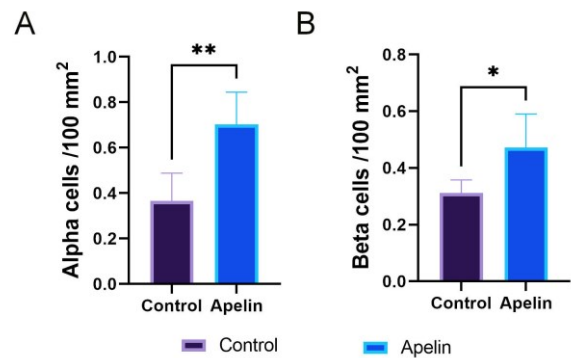 A
Alpha cells /100 mm²
1.0
0.8
0.6
0.4
0.2
0.0
**
Control Apelin
B
Beta cells /100 mm²
0.8
0.6
0.4
0.2
0.0
*
Control Apelin
Control
Apelin